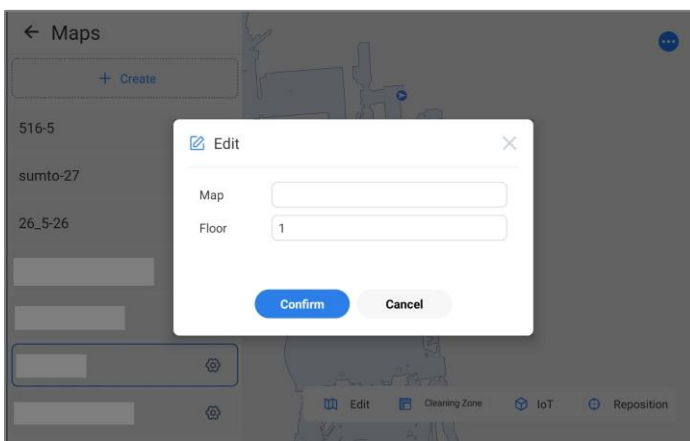 Maps
+ Create
516-5
sumto-27
26_5-26
Edit
Map
Floor 1
Confirm Cancel
Edit Cleaning Zone IoT Reposition